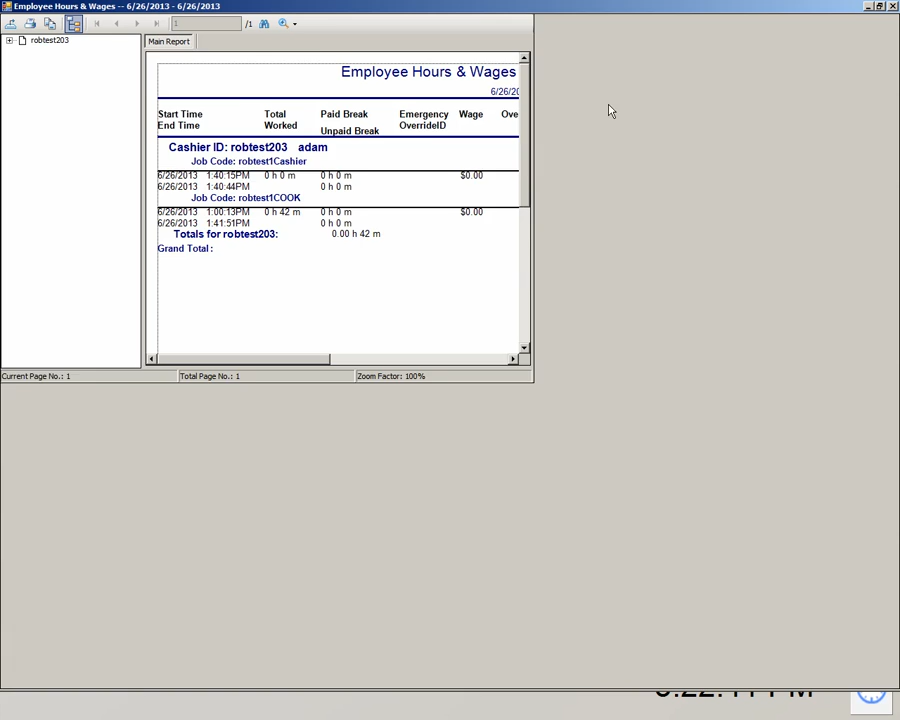 Employee Hours & Wages -- 6/26/2013 - 6/26/2013
1 /1
robtest203
Main Report
Employee Hours & Wages
6/26/20
Start Time Total Paid Break Emergency Wage Ove
End Time Worked Unpaid Break OverrideID
Cashier ID: robtest203 adam
Job Code: robtest1Cashier
6/26/2013 1:40:15PM 0 h 0 m 0 h 0 m $0.00
6/26/2013 1:40:44PM 0 h 0 m
Job Code: robtest1COOK
6/26/2013 1:00:13PM 0 h 42 m 0 h 0 m $0.00
6/26/2013 1:41:51PM 0 h 0 m
Totals for robtest203: 0.00 h 42 m
Grand Total :
Current Page No.: 1 Total Page No.: 1 Zoom Factor: 100%